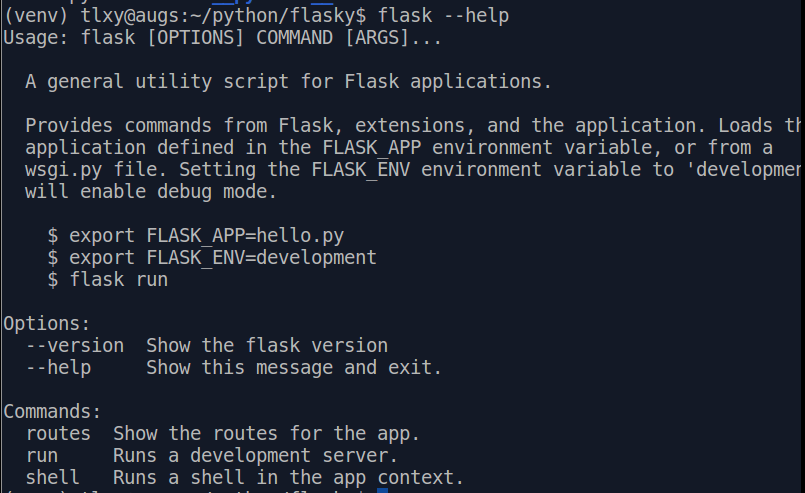 (venv) tlxy@augs:~/python/flasky$ flask --help
Usage: flask [OPTIONS] COMMAND [ARGS]...
A general utility script for Flask applications.
Provides commands from Flask, extensions, and the application. Loads th
application defined in the FLASK_APP environment variable, or from a
wsgi.py file. Setting the FLASK_ENV environment variable to 'developmen
will enable debug mode.
$ export FLASK_APP=hello.py
$ export FLASK_ENV=development
$ flask run
Options:
--version  Show the flask version
--help     Show this message and exit.
Commands:
routes  Show the routes for the app.
run     Runs a development server.
shell   Runs a shell in the app context.